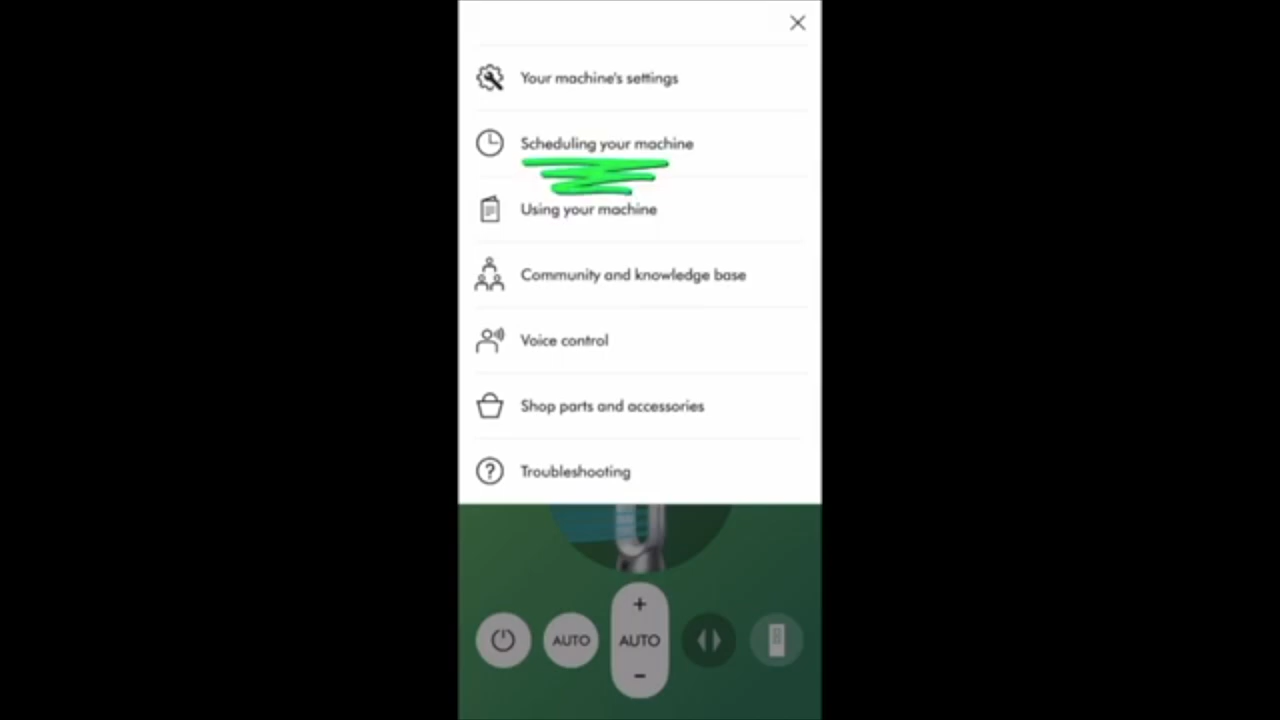 Your machine's settings
Scheduling your machine
Using your machine
Community and knowledge base
Voice control
Shop parts and accessories
Troubleshooting
+
AUTO AUTO
-